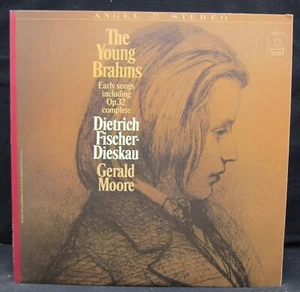 ANGEL STEREO
The
Young
Brahms
Early songs
including
Op.32
complete
Dietrich
Fischer-
Dieskau
Gerald
Moore